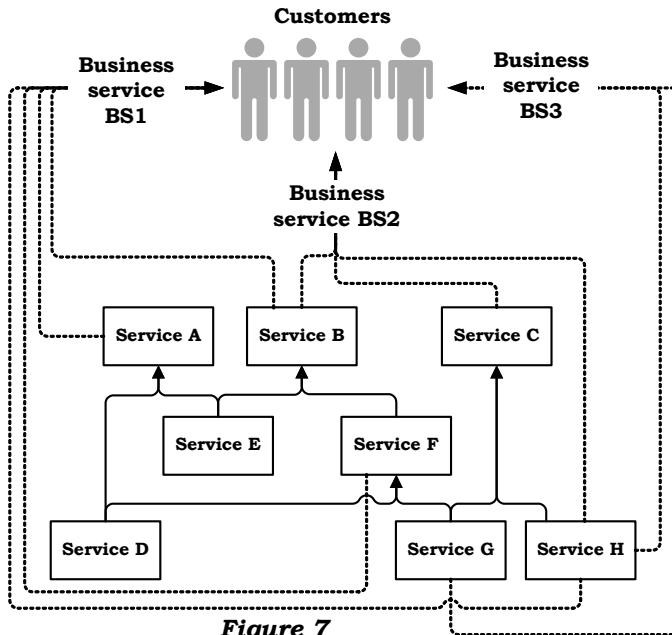 Customers
Business
service
BS1
Business
service
BS3
Business
service BS2
Service A
Service B
Service C
Service E
Service F
Service D
Service G
Service H
Figure 7